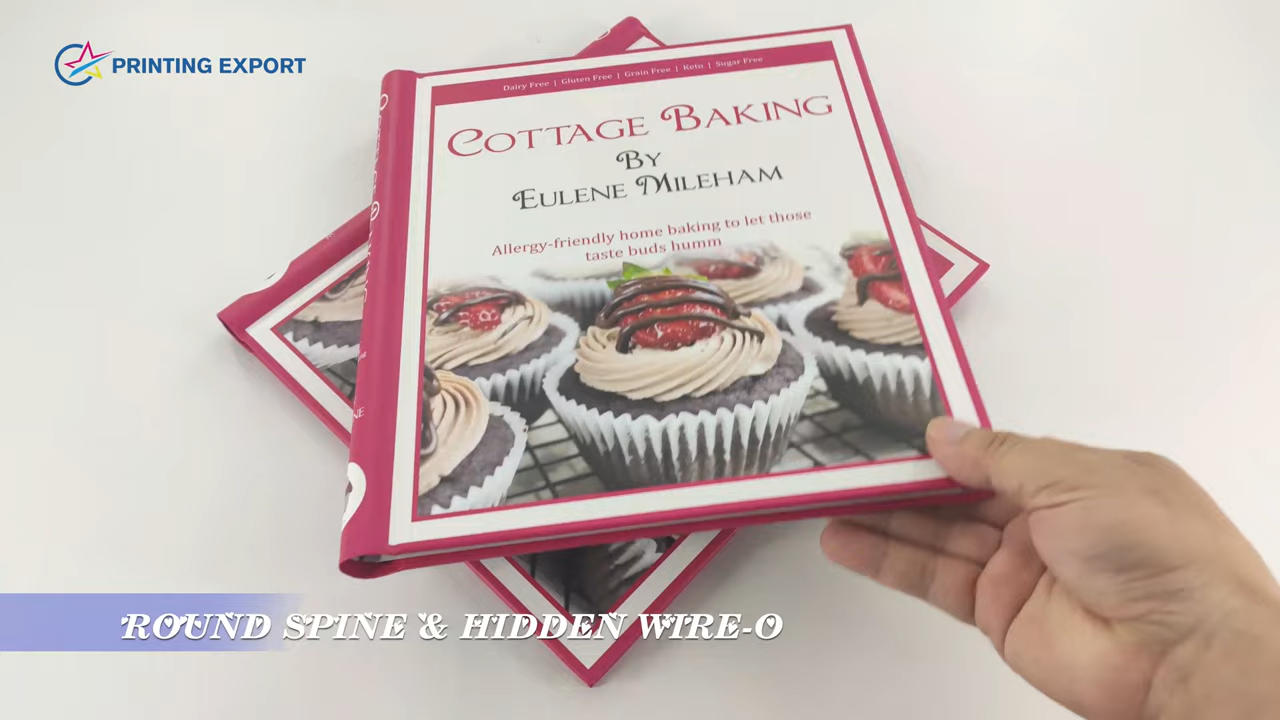 PRINTING EXPORT
Dairy Free | Gluten Free | Grain Free | Keto | Sugar Free
COTTAGE BAKING
BY
EULENE MILEHAM
Allergy-friendly home baking to let those
taste buds humm
ROUND SPINE & HIDDEN WIRE-O